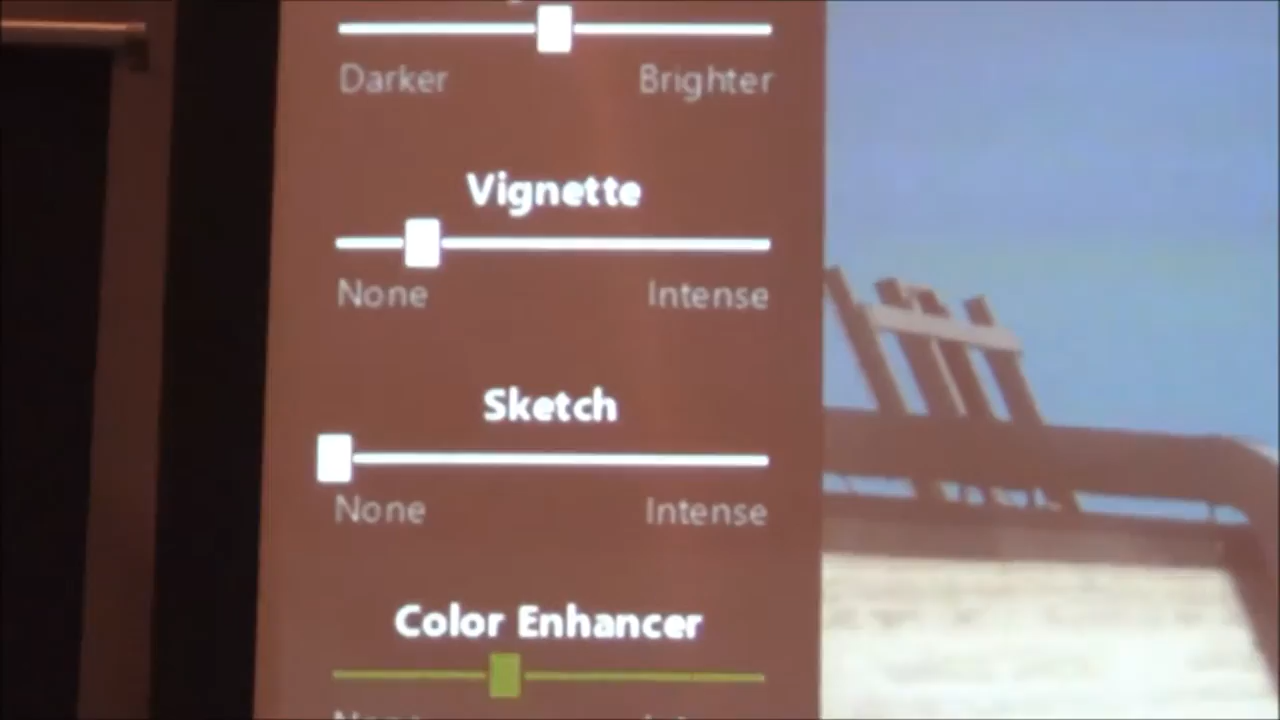 Darker Brighter
Vignette
None Intense
Sketch
None Intense
Color Enhancer